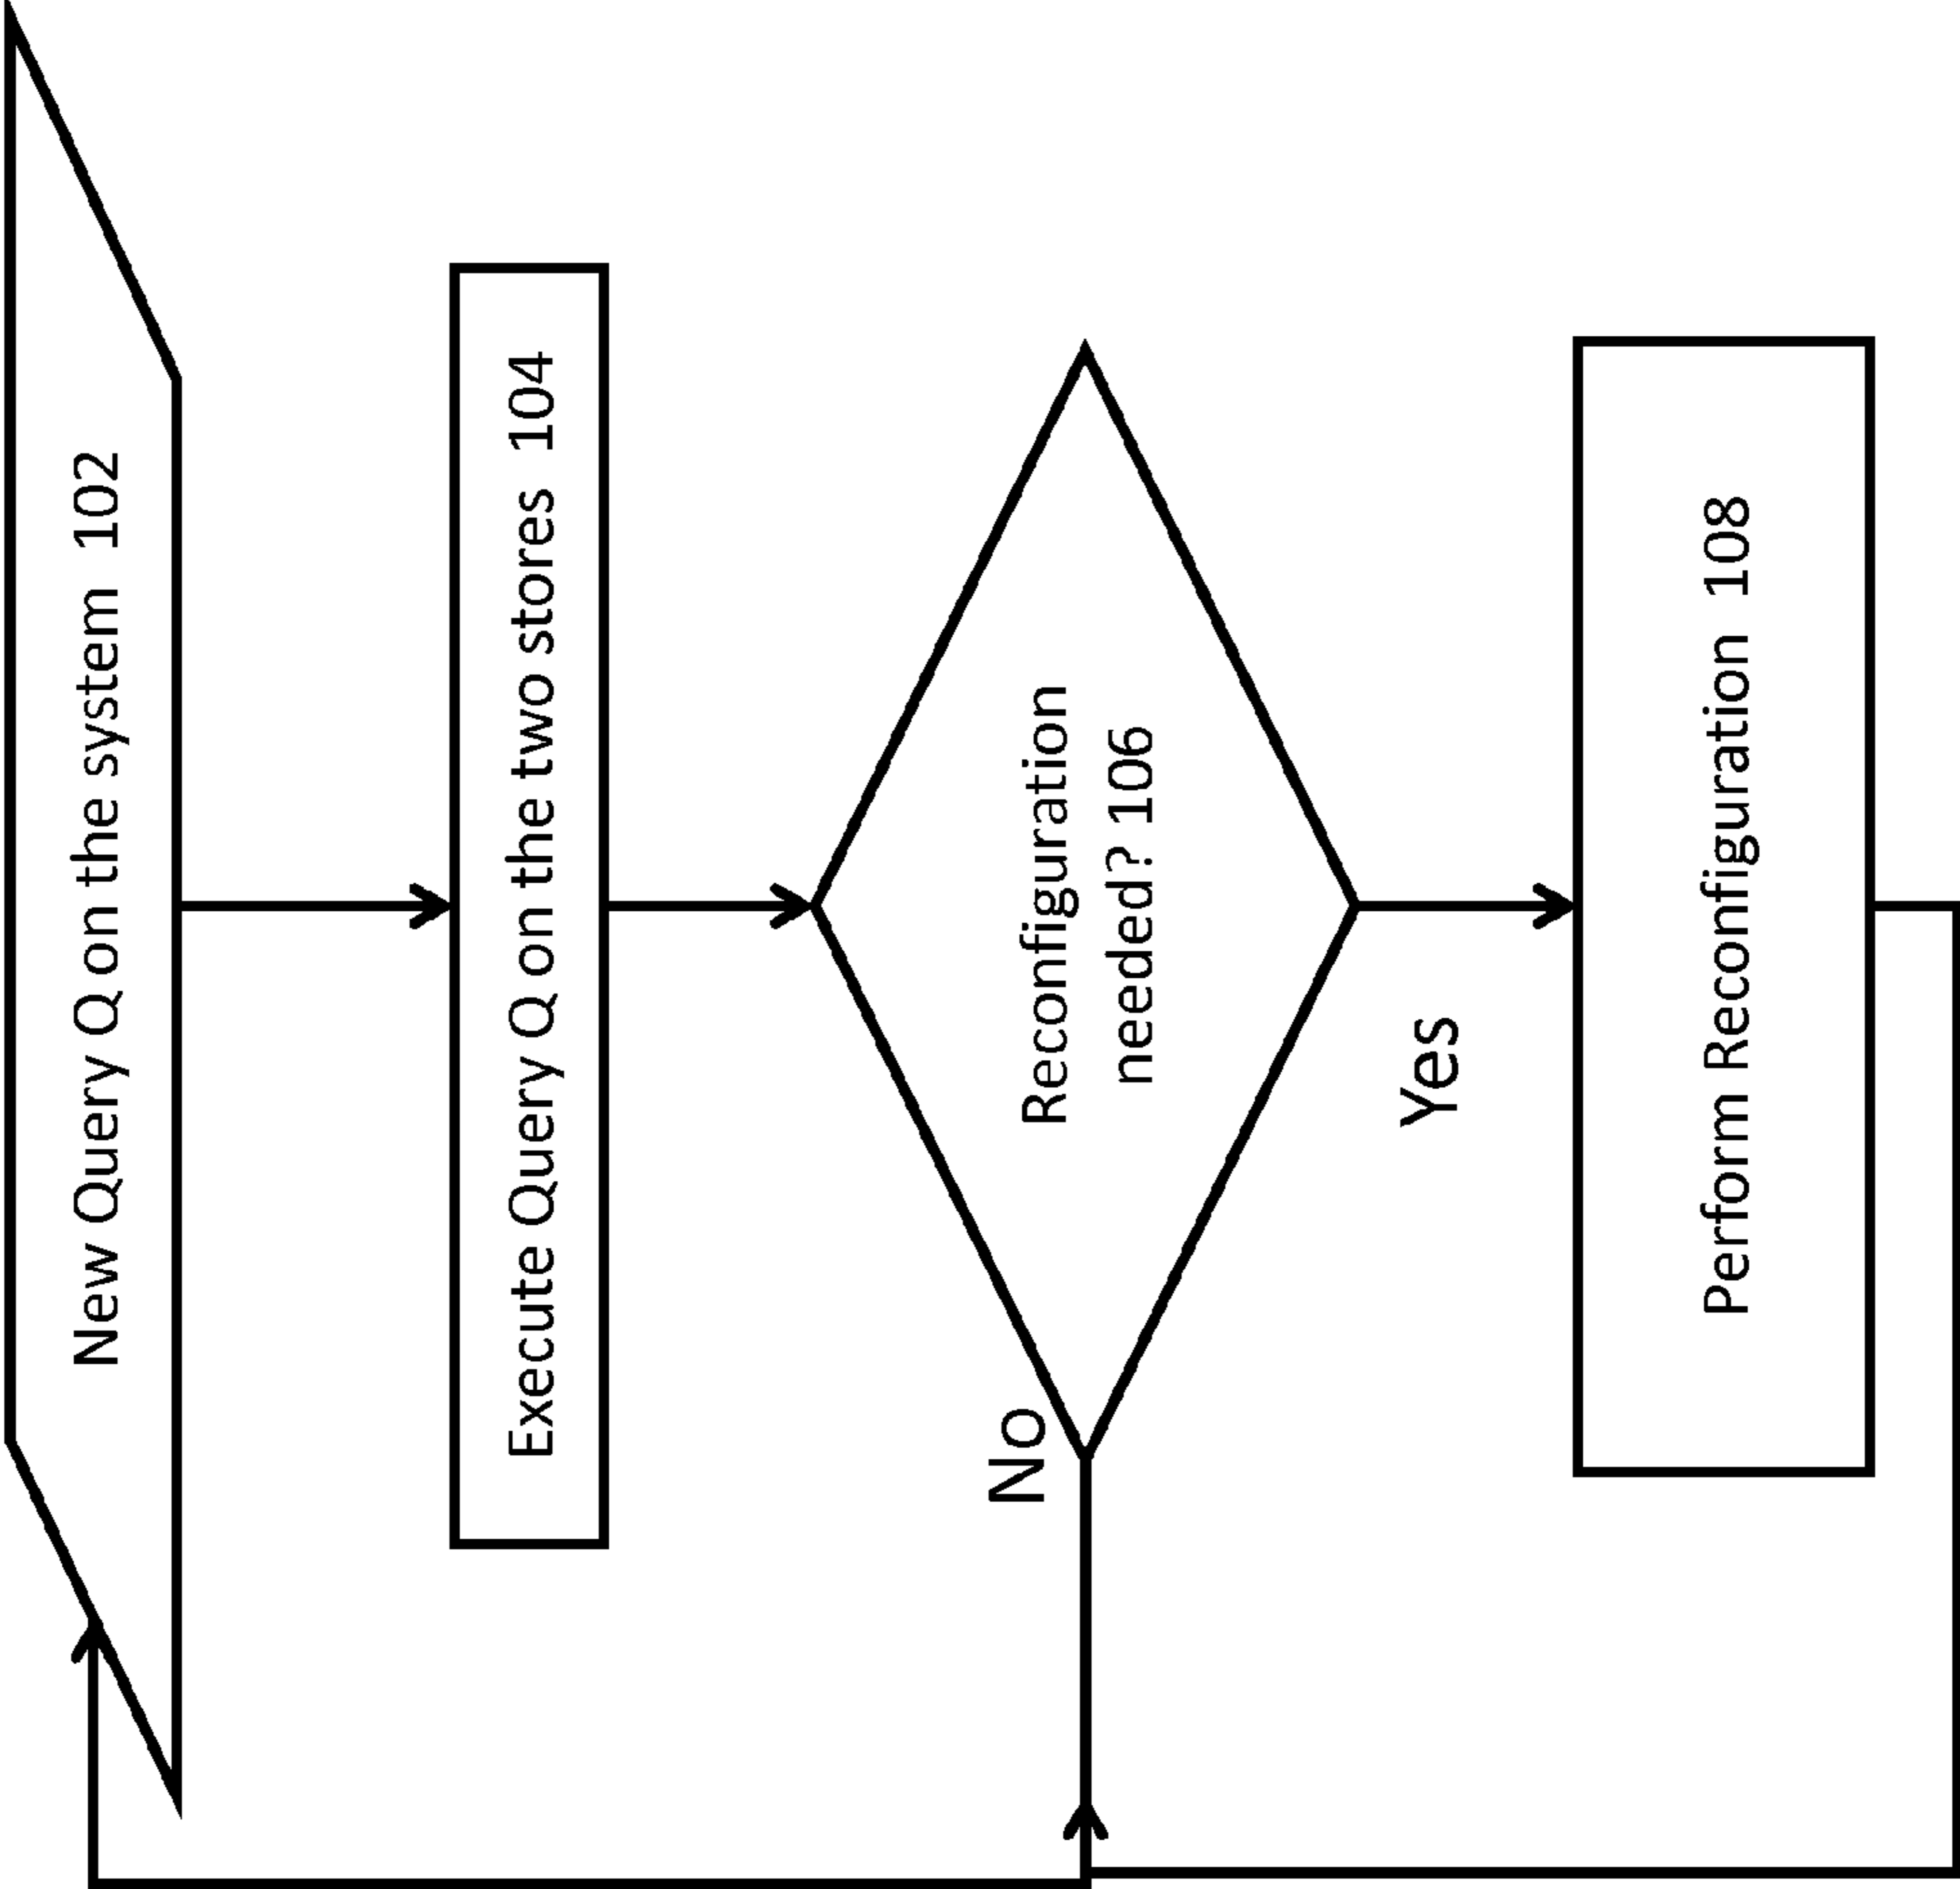 New Query Q on the system 102
Execute Query Q on the two stores 104
Reconfiguration
needed? 106
No
Yes
Perform Reconfiguration 108